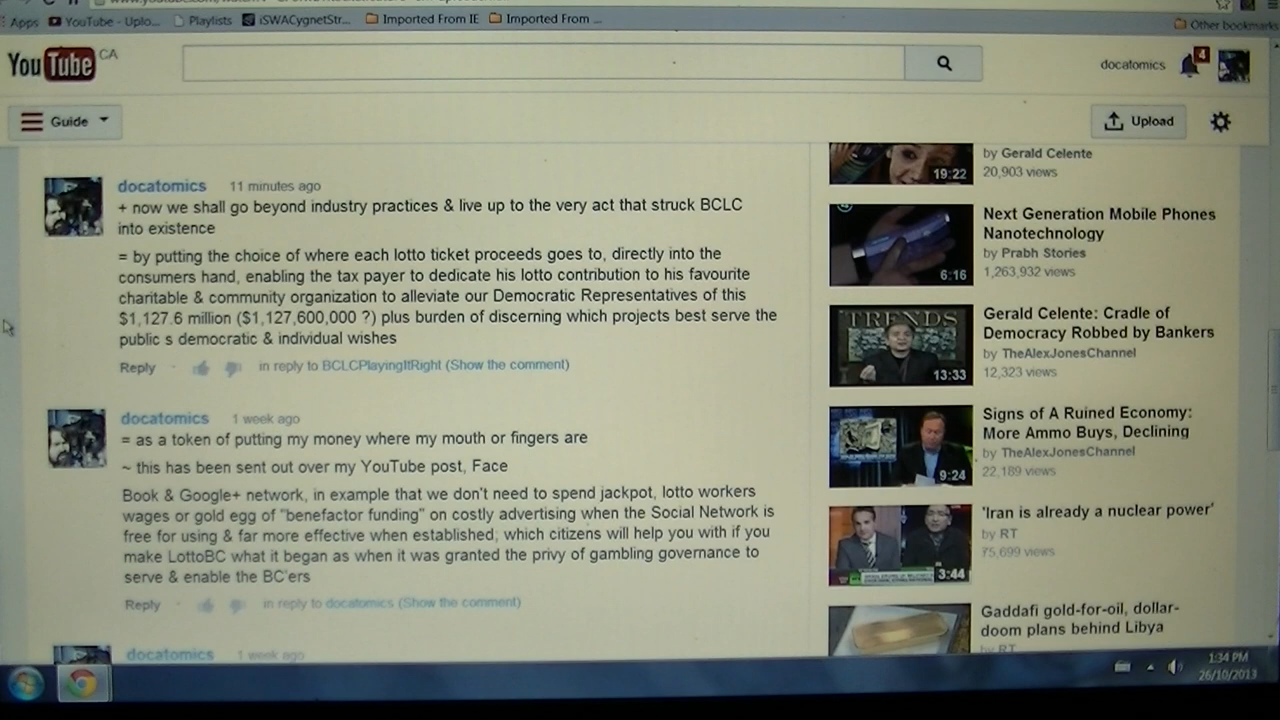 Apps YouTube - Uplo... Playlists iSWACygnetStr... Imported From IE Imported From ... Other bookmarks
YouTube CA
docatomics 4
Guide Upload
docatomics 11 minutes ago
+ now we shall go beyond industry practices & live up to the very act that struck BCLC
into existence
= by putting the choice of where each lotto ticket proceeds goes to, directly into the
consumers hand, enabling the tax payer to dedicate his lotto contribution to his favourite
charitable & community organization to alleviate our Democratic Representatives of this
$1,127.6 million ($1,127,600,000 ?) plus burden of discerning which projects best serve the
public s democratic & individual wishes
Reply · in reply to BCLCPlayingItRight (Show the comment)
docatomics 1 week ago
= as a token of putting my money where my mouth or fingers are
~ this has been sent out over my YouTube post, Face
Book & Google+ network, in example that we don't need to spend jackpot, lotto workers
wages or gold egg of "benefactor funding" on costly advertising when the Social Network is
free for using & far more effective when established; which citizens will help you with if you
make LottoBC what it began as when it was granted the privy of gambling governance to
serve & enable the BC'ers
Reply · in reply to docatomics (Show the comment)
docatomics 1 week ago
19:22
by Gerald Celente
20,903 views
6:16
Next Generation Mobile Phones
Nanotechnology
by Prabh Stories
1,263,932 views
TRENDS
13:33
Gerald Celente: Cradle of
Democracy Robbed by Bankers
by TheAlexJonesChannel
12,323 views
9:24
Signs of A Ruined Economy:
More Ammo Buys, Declining
by TheAlexJonesChannel
22,189 views
3:44
'Iran is already a nuclear power'
by RT
75,699 views
Gaddafi gold-for-oil, dollar-
doom plans behind Libya
by RT
1:34 PM
26/10/2013